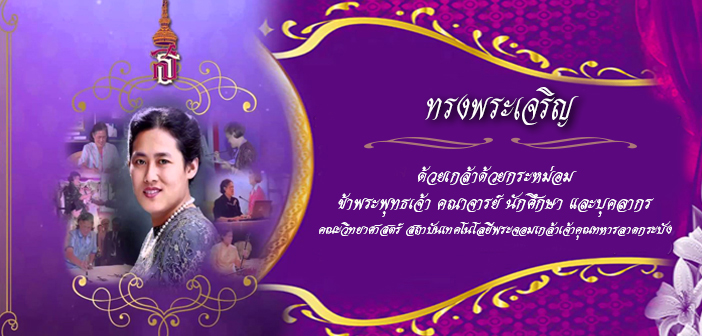 ทรงพระเจริญ
ด้วยเกล้าด้วยกระหม่อม
ข้าพระพุทธเจ้า คณาจารย์ นักศึกษา และบุคลากร
คณะวิทยาศาสตร์ สถาบันเทคโนโลยีพระจอมเกล้าเจ้าคุณทหารลาดกระบัง